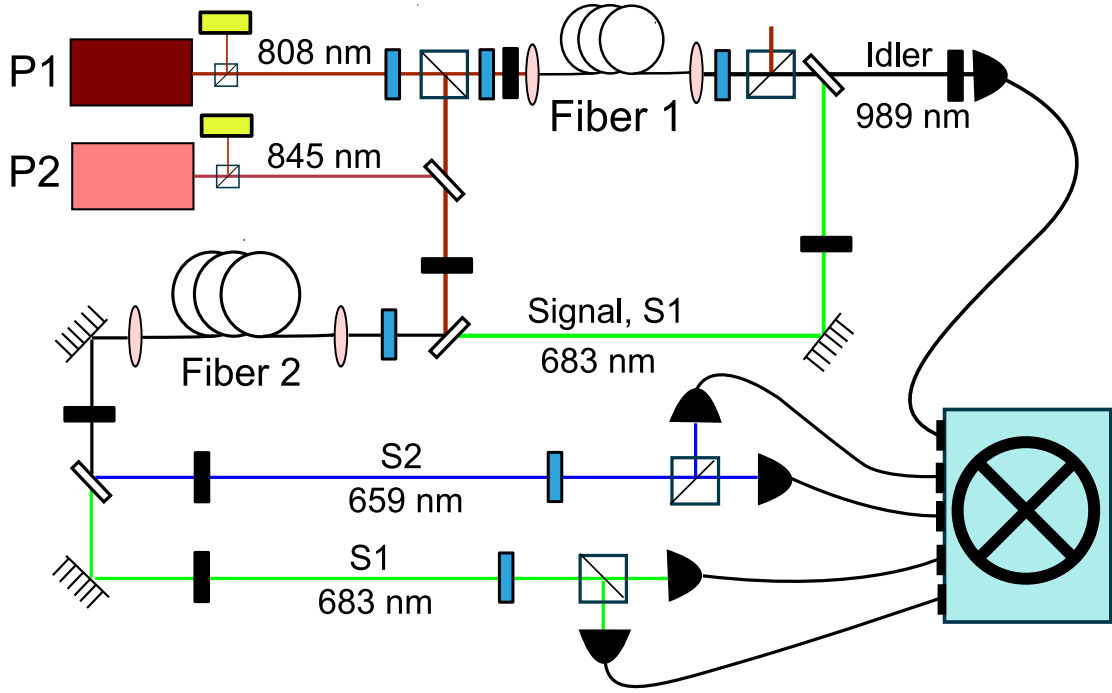 P1
808 nm
Idler
989 nm
Fiber 1
P2
845 nm
Signal, S1
683 nm
Fiber 2
S2
659 nm
S1
683 nm